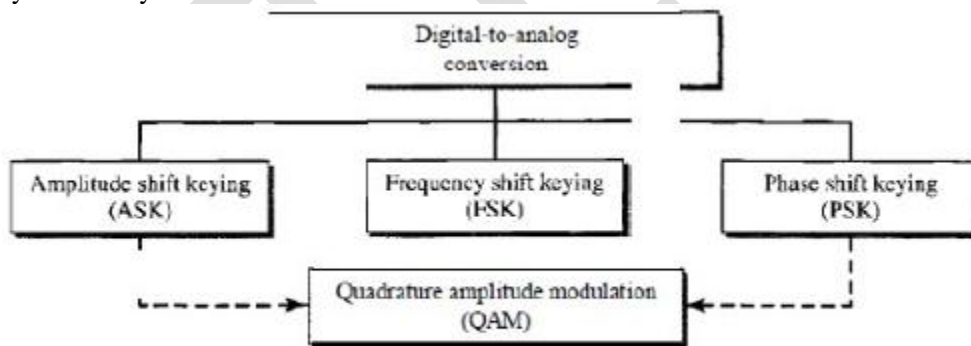 Digital-to-analog
conversion
Amplitude shift keying
(ASK)
Frequency shift keying
(FSK)
Phase shift keying
(PSK)
Quadrature amplitude modulation
(QAM)